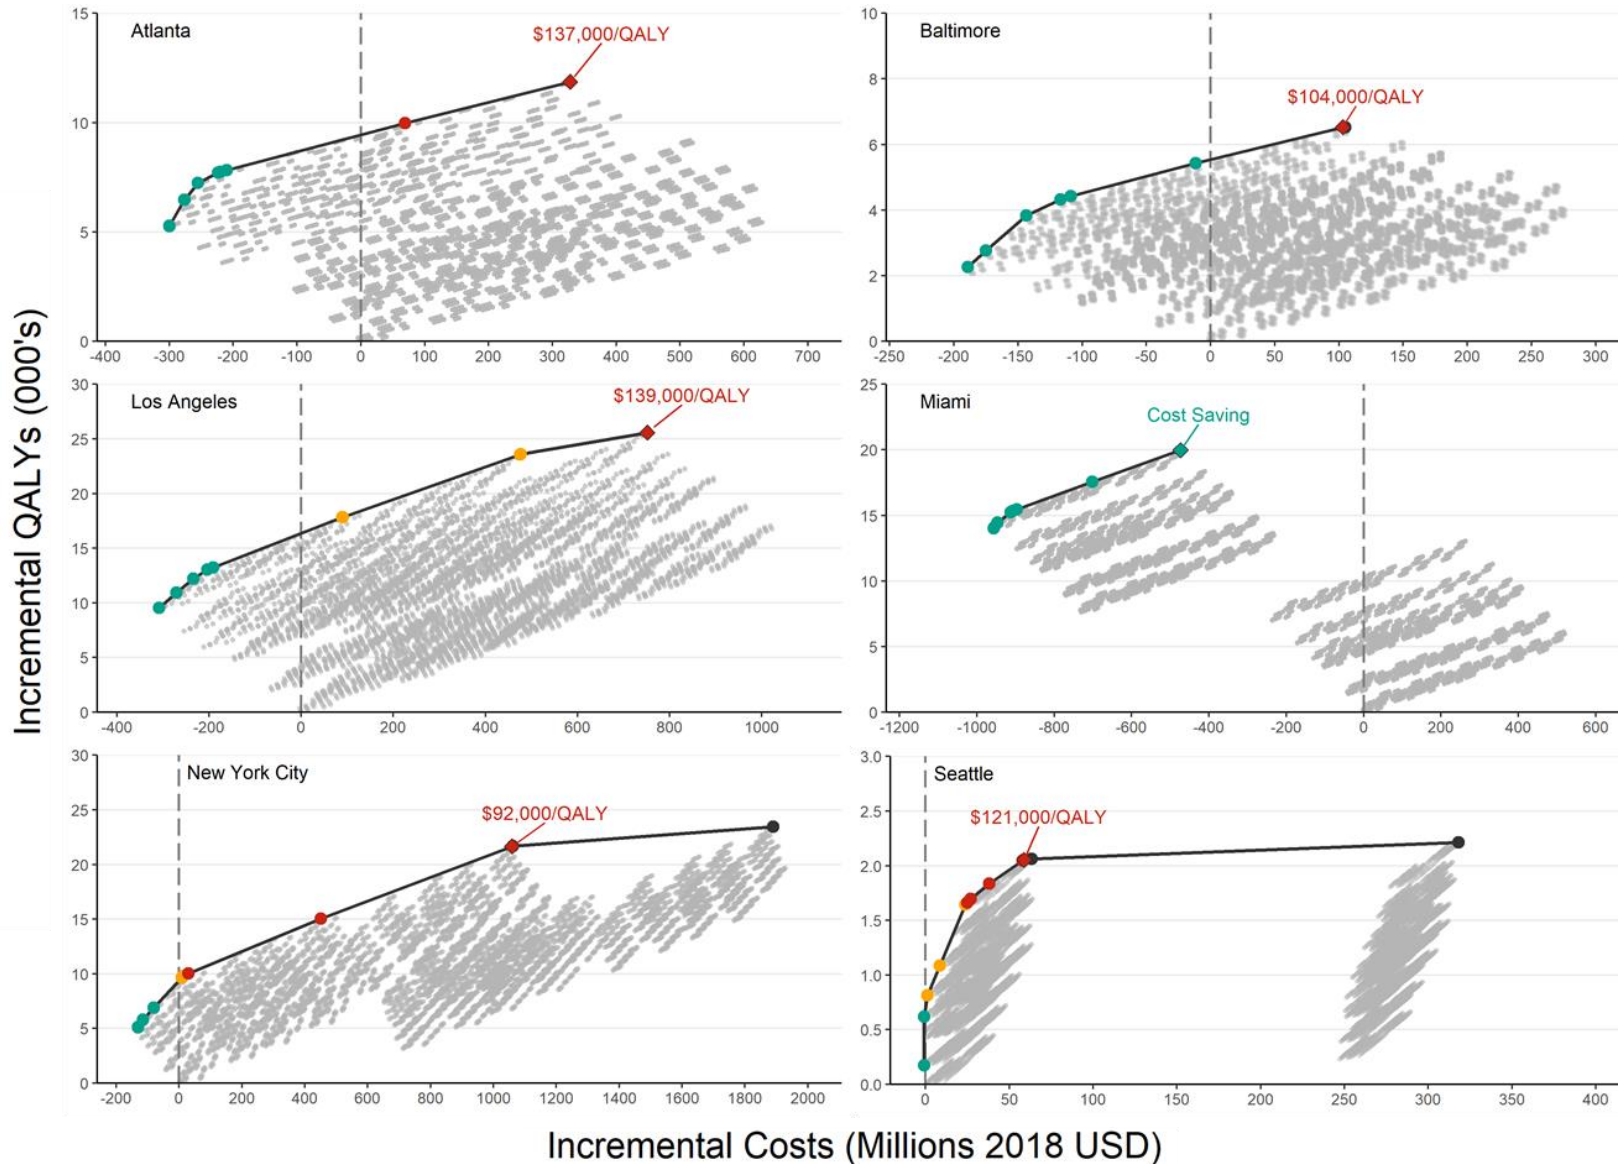 Incremental QALYs (000's)
Atlanta
$137,000/QALY
15
10
5
0
-400 -300 -200 -100 0 100 200 300 400 500 600 700
Baltimore
$104,000/QALY
10
8
6
4
2
0
-250 -200 -150 -100 -50 0 50 100 150 200 250 300
Los Angeles
$139,000/QALY
30
25
20
15
10
5
0
-400 -200 0 200 400 600 800 1000
Miami
Cost Saving
25
20
15
10
5
0
-1200 -1000 -800 -600 -400 -200 0 200 400 600
New York City
$92,000/QALY
30
25
20
15
10
5
0
-200 0 200 400 600 800 1000 1200 1400 1600 1800 2000
Seattle
$121,000/QALY
3.0
2.5
2.0
1.5
1.0
0.5
0.0
0 50 100 150 200 250 300 350 400
Incremental Costs (Millions 2018 USD)